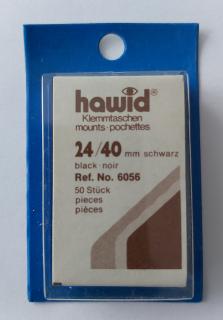 hawid®
Klemmtaschen
mounts·pochettes
24/40 mm schwarz
black·noir
Ref. No. 6056
50 Stück
pieces
pièces